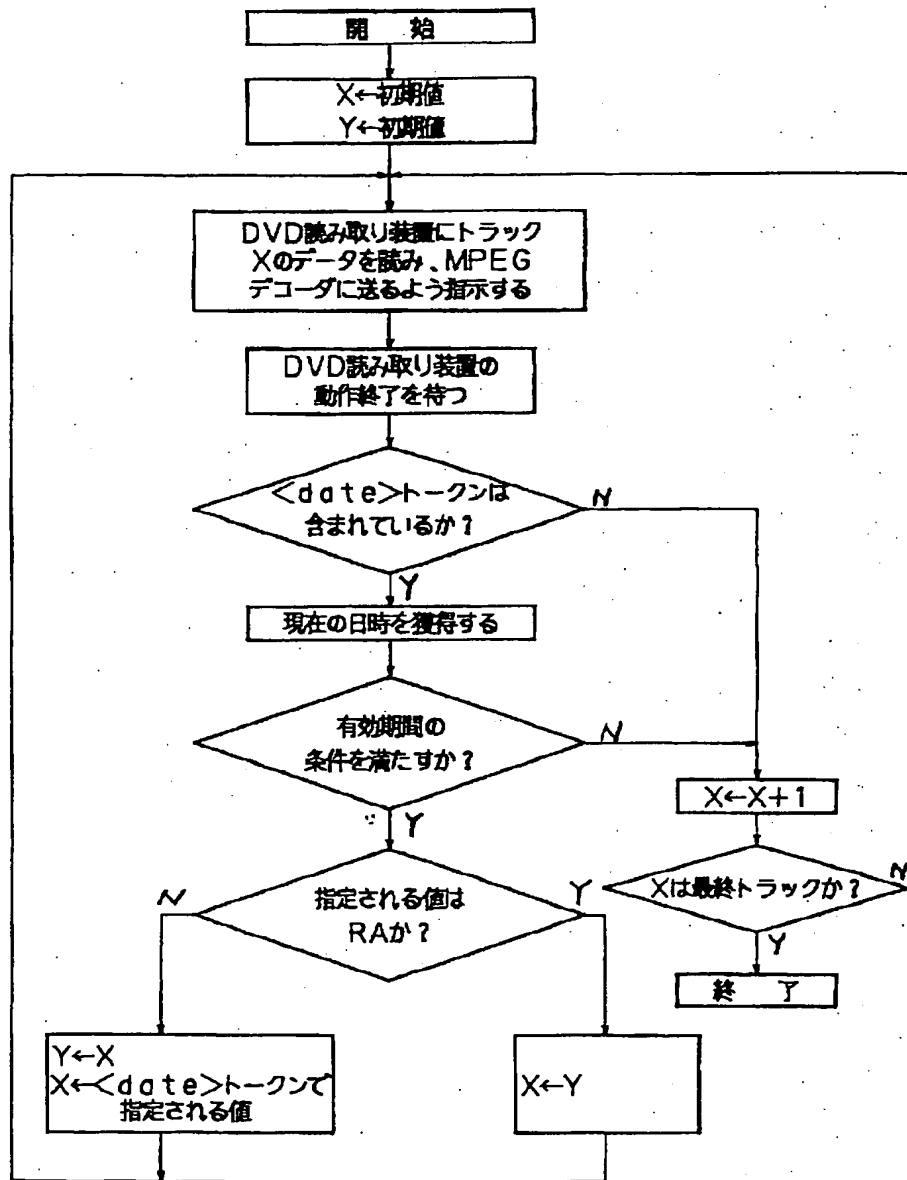 開 始
X←初期値
Y←初期値
DVD読み取り装置にトラック
Xのデータを読み、MPEG
デコーダに送るよう指示する
DVD読み取り装置の
動作終了を待つ
<date>トークンは
含まれているか？
N
Y
現在の日時を獲得する
有効期間の
条件を満たすか？
N
Y
X←X+1
Xは最終トラックか？
N
Y
終 了
指定される値は
RAか？
N
Y
Y←X
X←<date>トークンで
指定される値
X←Y